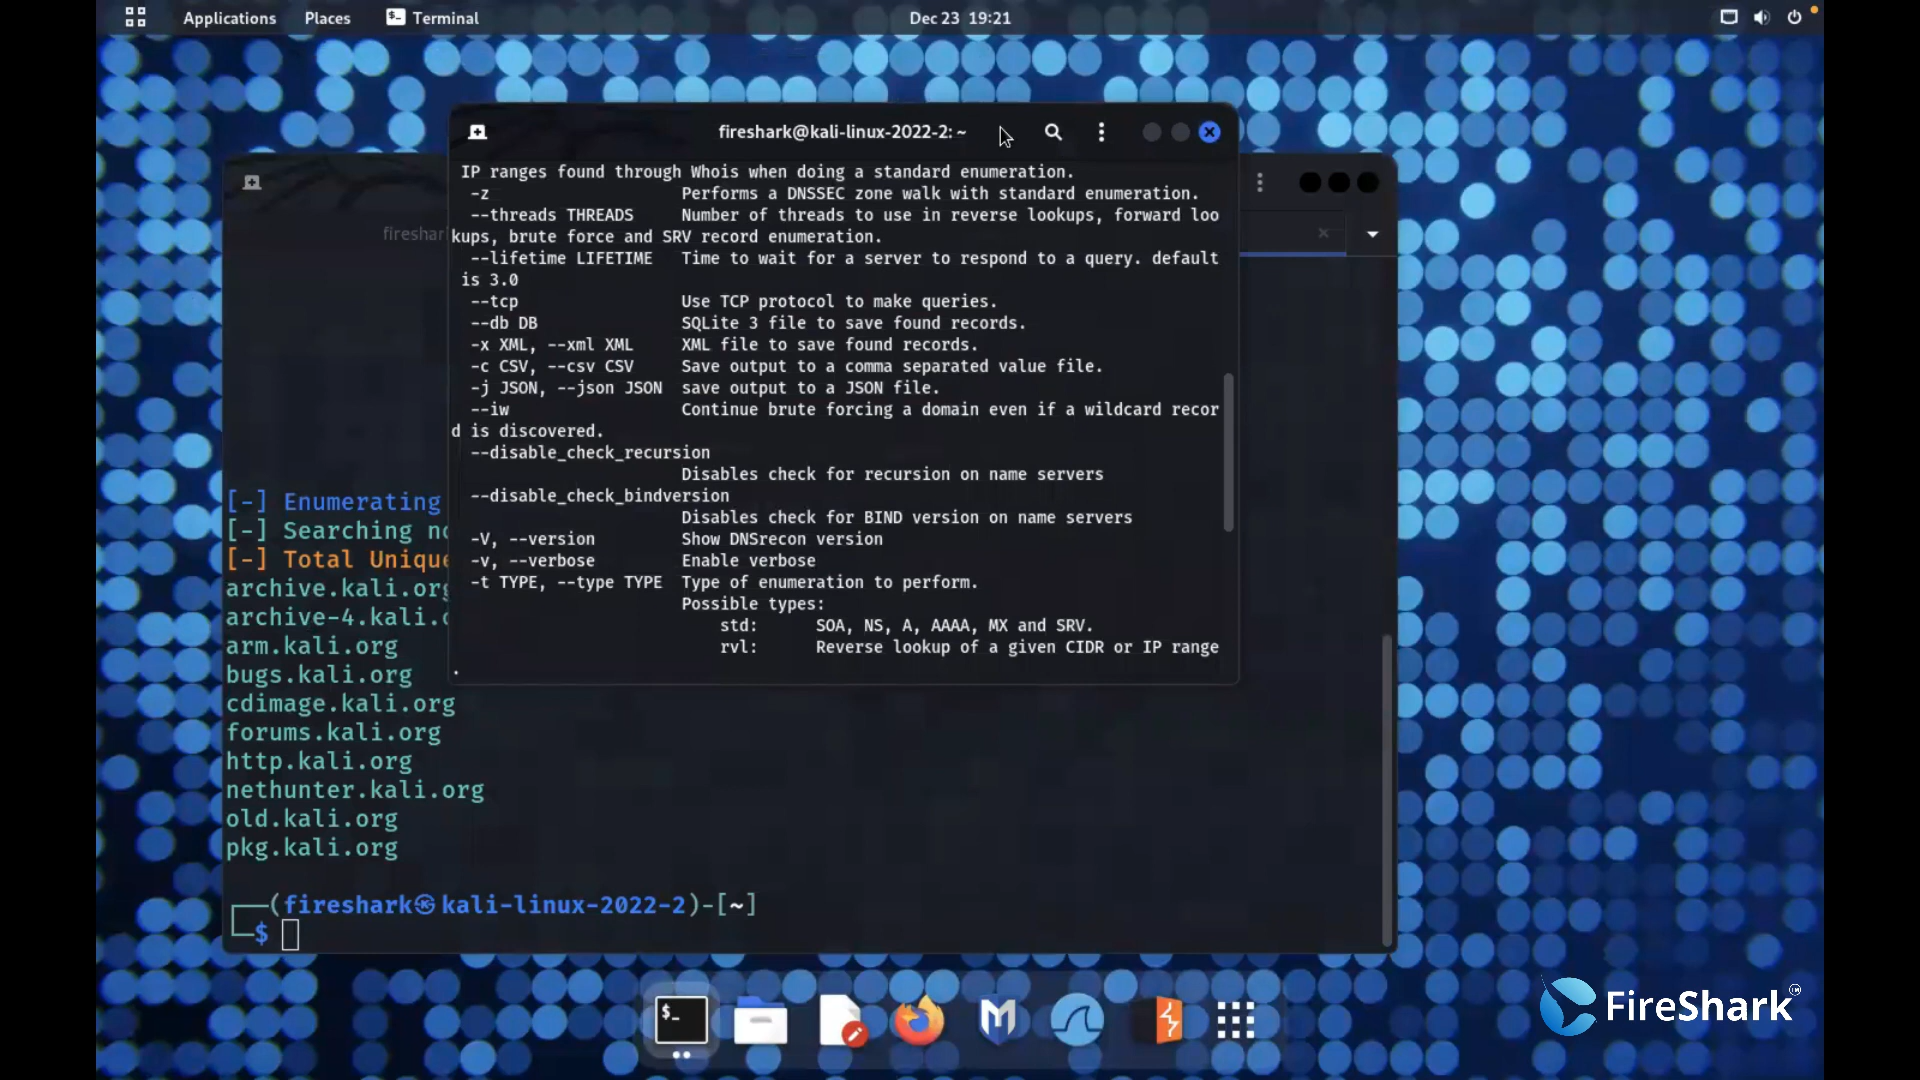 Applications Places Terminal Dec 23 19:21
fireshark@kali-linux-2022-2: ~
IP ranges found through Whois when doing a standard enumeration.
-z Performs a DNSSEC zone walk with standard enumeration.
--threads THREADS Number of threads to use in reverse lookups, forward loo
kups, brute force and SRV record enumeration.
--lifetime LIFETIME Time to wait for a server to respond to a query. default
is 3.0
--tcp Use TCP protocol to make queries.
--db DB SQLite 3 file to save found records.
-x XML, --xml XML XML file to save found records.
-c CSV, --csv CSV Save output to a comma separated value file.
-j JSON, --json JSON save output to a JSON file.
--iw Continue brute forcing a domain even if a wildcard recor
d is discovered.
--disable_check_recursion
Disables check for recursion on name servers
--disable_check_bindversion
Disables check for BIND version on name servers
-V, --version Show DNSrecon version
-v, --verbose Enable verbose
-t TYPE, --type TYPE Type of enumeration to perform.
Possible types:
std: SOA, NS, A, AAAA, MX and SRV.
rvl: Reverse lookup of a given CIDR or IP range
.
fireshar
[-] Enumerating
[-] Searching no
[-] Total Unique
archive.kali.org
archive-4.kali.o
arm.kali.org
bugs.kali.org
cdimage.kali.org
forums.kali.org
http.kali.org
nethunter.kali.org
old.kali.org
pkg.kali.org
(fireshark㉿kali-linux-2022-2)-[~]
$
$_
FireShark™